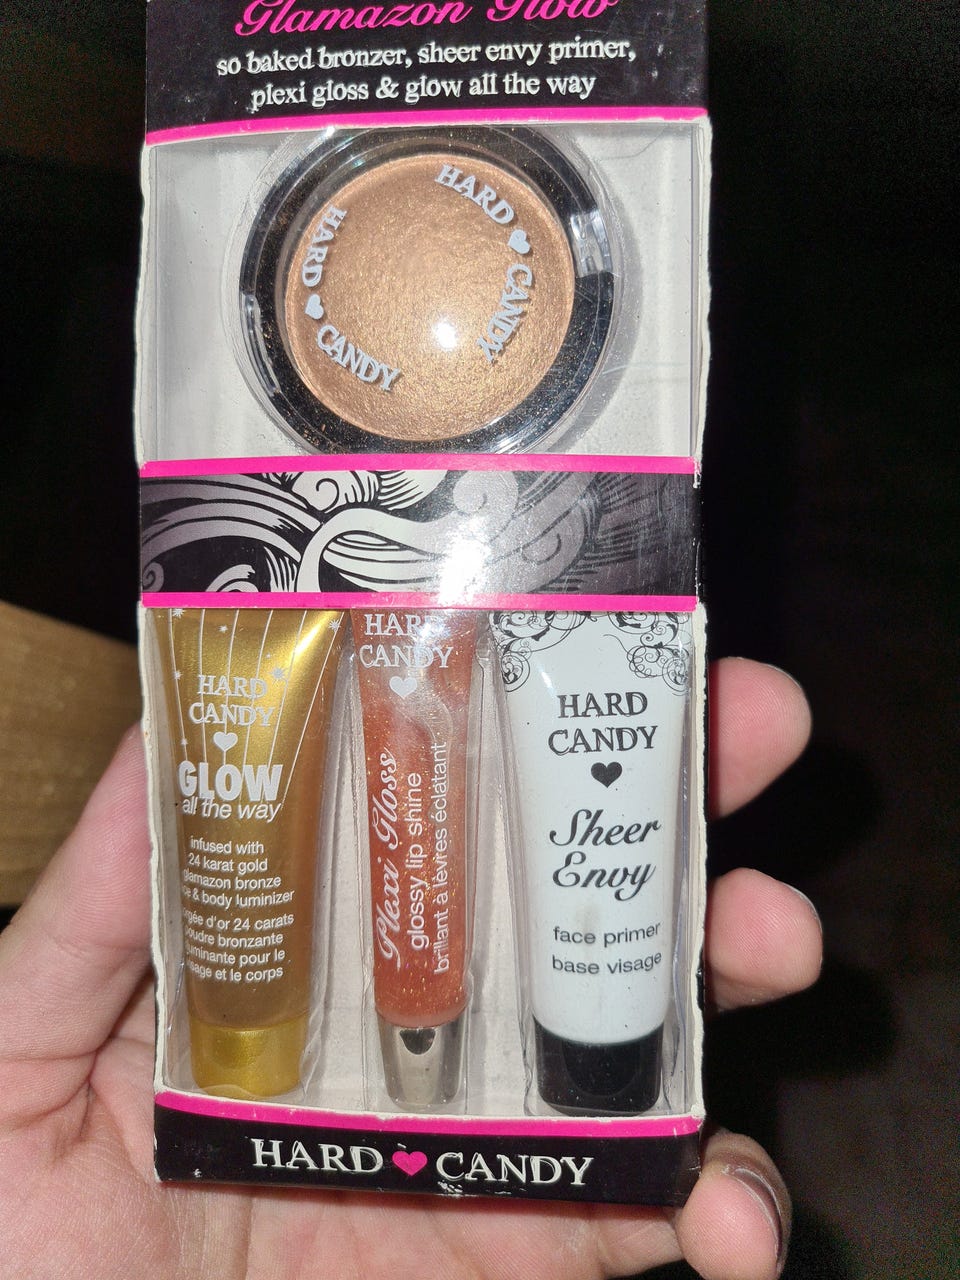 Glamazon Glow
so baked bronzer, sheer envy primer,
plexi gloss & glow all the way
HARD CANDY
HARD CANDY
HARD
CANDY
GLOW
all the way
infused with
24 karat gold
glamazon bronze
& body luminizer
d'or 24 carats
poudre bronzante
pour le
et le corps
HARD
CANDY
Plexi Gloss
glossy lip shine
brillant à lèvres éclatant
HARD
CANDY
Sheer
Envy
face primer
base visage
HARD CANDY